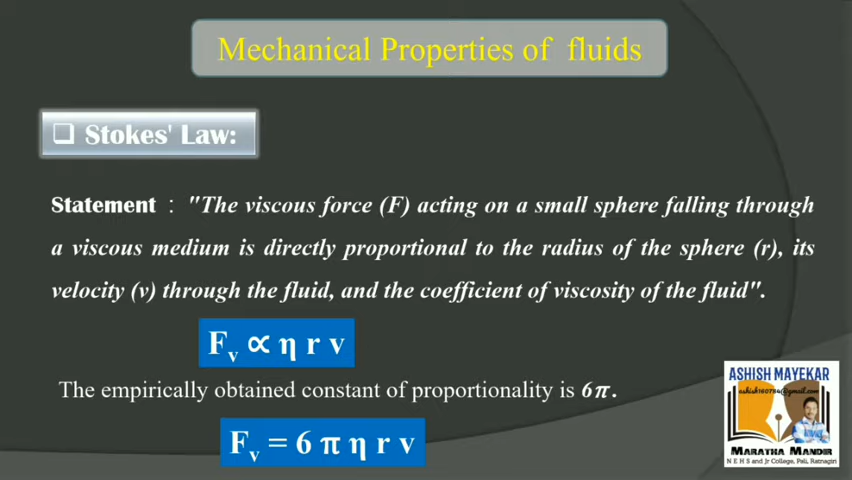 Mechanical Properties of fluids
❑ Stokes' Law:
Statement : "The viscous force (F) acting on a small sphere falling through
a viscous medium is directly proportional to the radius of the sphere (r), its
velocity (v) through the fluid, and the coefficient of viscosity of the fluid".
Fᵥ ∝ η r v
The empirically obtained constant of proportionality is 6π.
Fᵥ = 6 π η r v
ASHISH MAYEKAR
MARATHA MANDIR
N E H S and Jr College, Pali, Ratnagiri